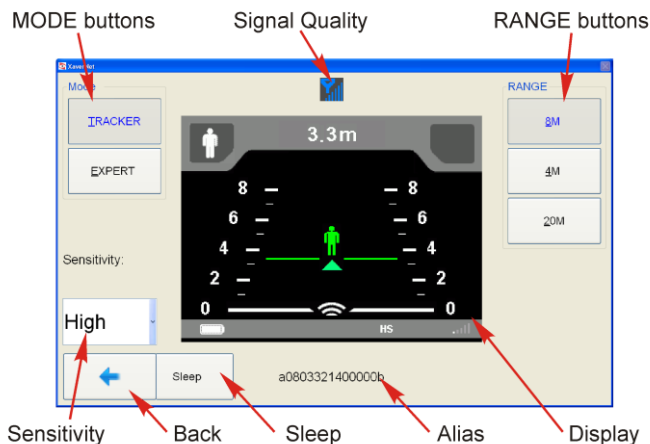 MODE buttons
Signal Quality
RANGE buttons
XaverNet
Mode
RANGE
TRACKER
EXPERT
8M
4M
20M
3.3m
8 8
6 6
4 4
2 2
0 0
HS
Sensitivity:
High
Sleep
a0803321400000b
Sensitivity
Back
Sleep
Alias
Display